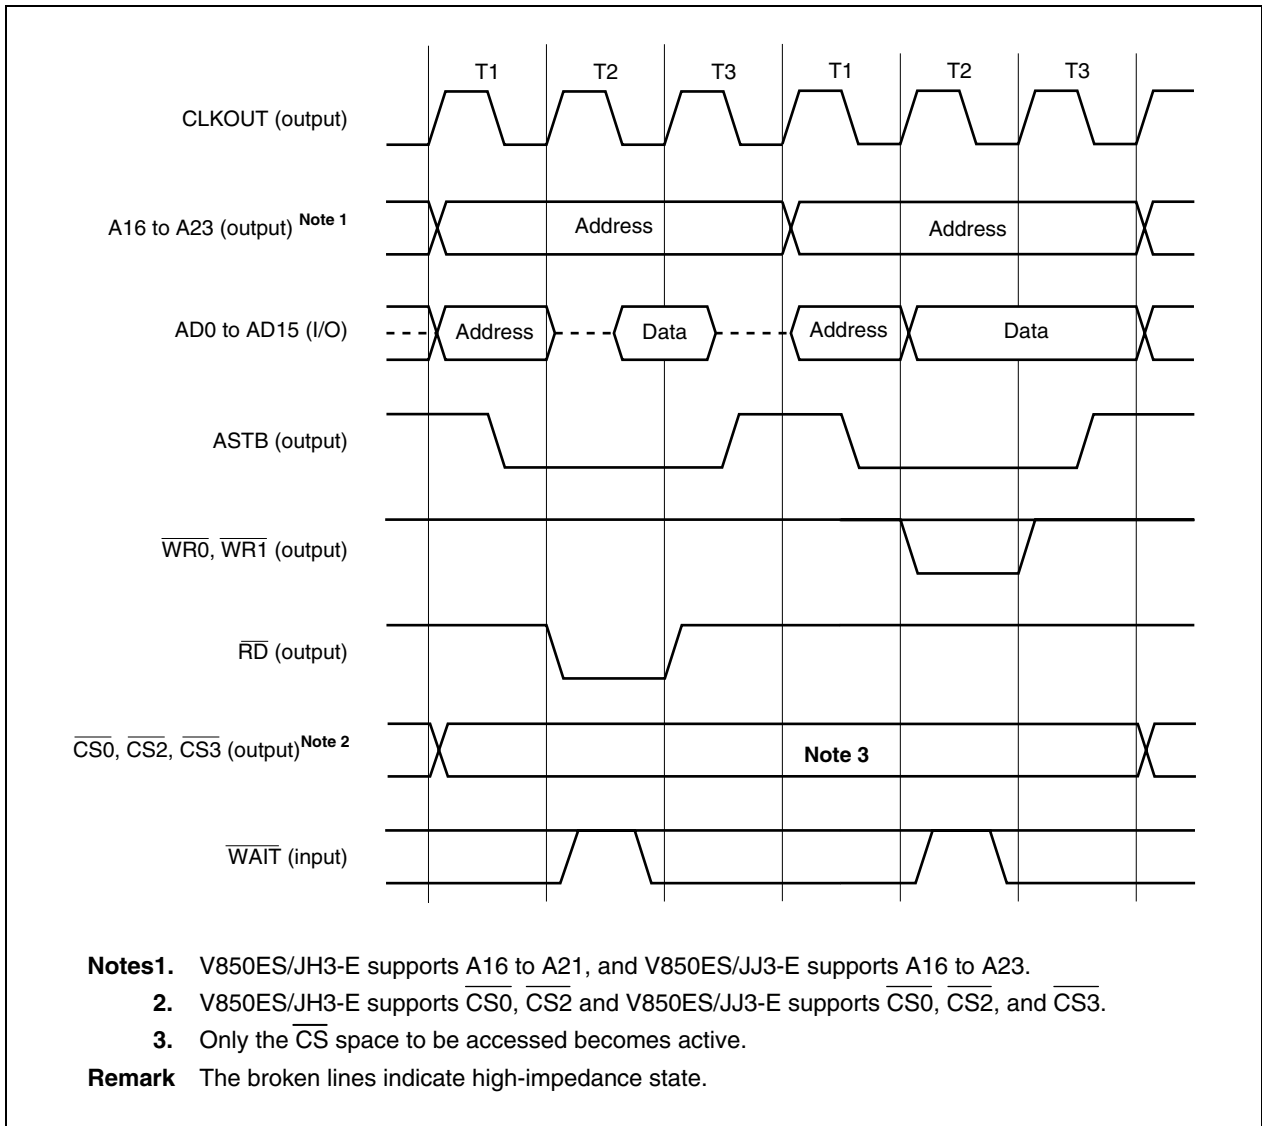 T1 T2 T3 T1 T2 T3
CLKOUT (output)
A16 to A23 (output) Note 1
Address Address
AD0 to AD15 (I/O)
Address Data Address Data
ASTB (output)
WR0, WR1 (output)
RD (output)
CS0, CS2, CS3 (output)Note 2
Note 3
WAIT (input)
Notes1. V850ES/JH3-E supports A16 to A21, and V850ES/JJ3-E supports A16 to A23.
2. V850ES/JH3-E supports CS0, CS2 and V850ES/JJ3-E supports CS0, CS2, and CS3.
3. Only the CS space to be accessed becomes active.
Remark The broken lines indicate high-impedance state.